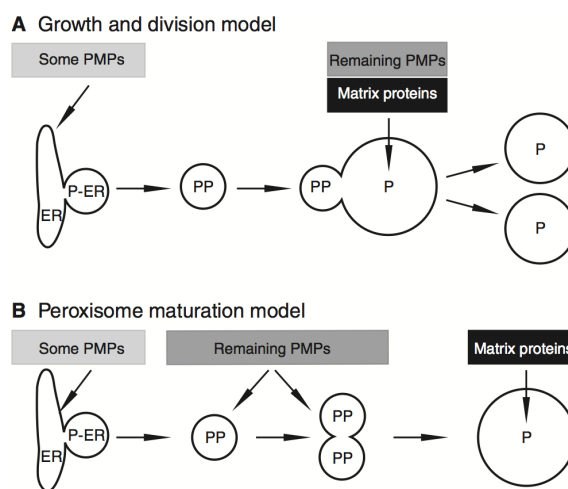 A Growth and division model
Some PMPs
Remaining PMPs
Matrix proteins
P-ER
ER
PP
PP
P
P
P
B Peroxisome maturation model
Some PMPs
Remaining PMPs
Matrix proteins
P-ER
ER
PP
PP
PP
P